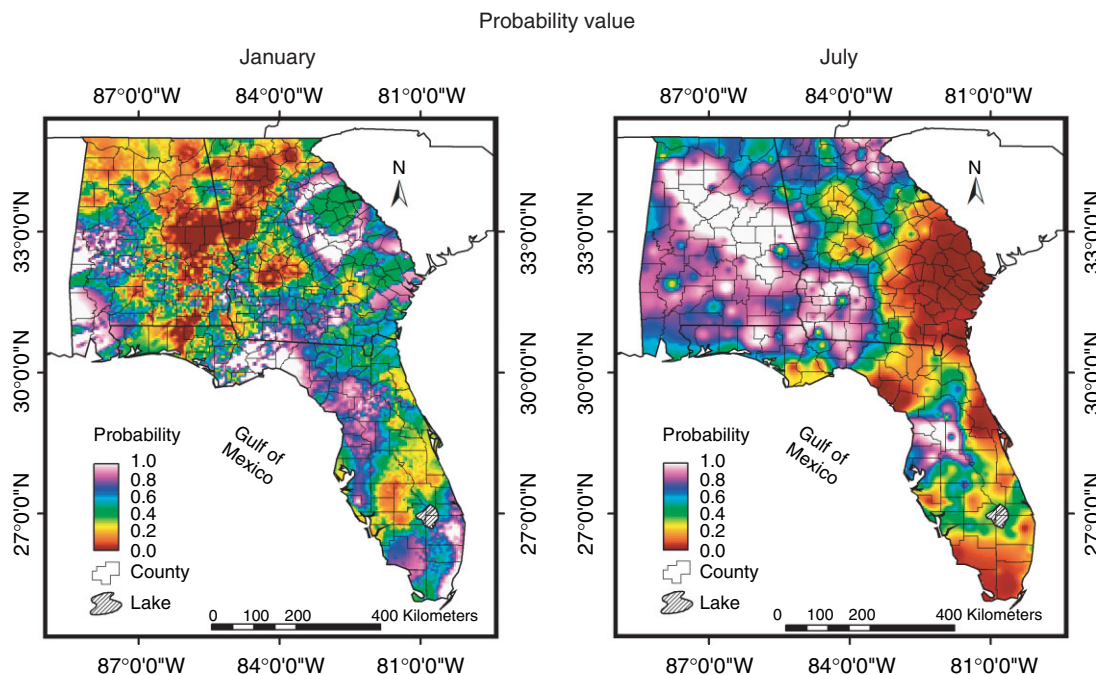 Probability value
January
87°0'0"W 84°0'0"W 81°0'0"W
33°0'0"N
30°0'0"N
27°0'0"N
N
Gulf of
Mexico
Probability
1.0
0.8
0.6
0.4
0.2
0.0
County
Lake
0 100 200 400 Kilometers
33°0'0"N
30°0'0"N
27°0'0"N
87°0'0"W 84°0'0"W 81°0'0"W
July
87°0'0"W 84°0'0"W 81°0'0"W
N
Gulf of
Mexico
Probability
1.0
0.8
0.6
0.4
0.2
0.0
County
Lake
0 100 200 400 Kilometers
33°0'0"N
30°0'0"N
27°0'0"N
87°0'0"W 84°0'0"W 81°0'0"W